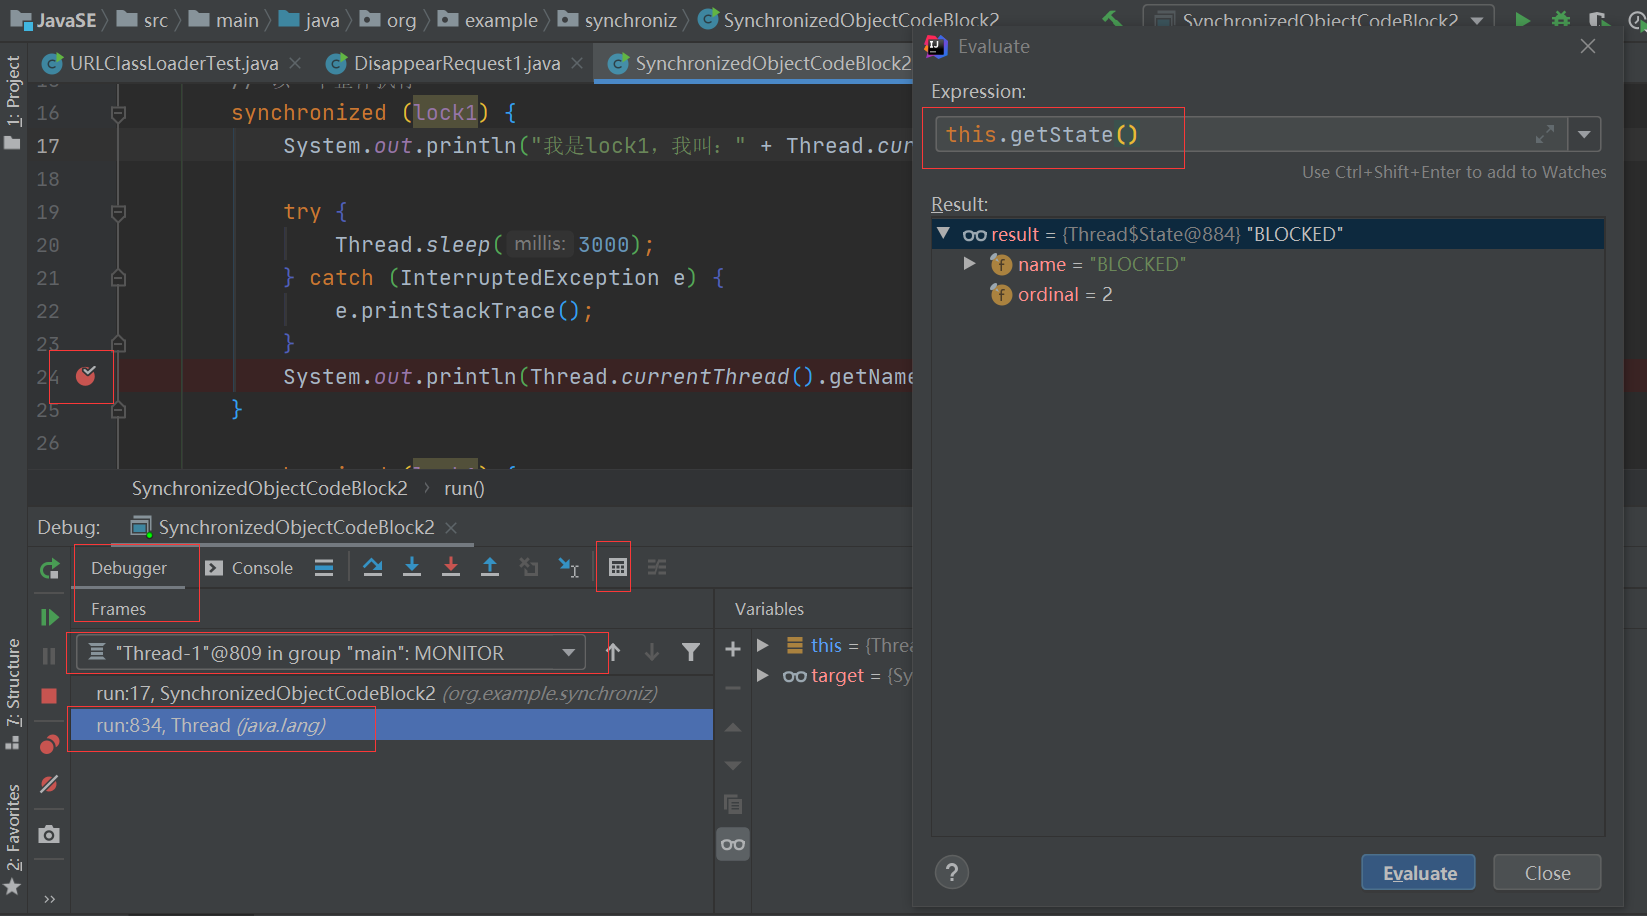 JavaSE src main java org example synchroniz SynchronizedObjectCodeBlock2
SynchronizedObjectCodeBlock2
URLClassLoaderTest.java DisappearRequest1.java SynchronizedObjectCodeBlock2
1: Project
16 synchronized (lock1) {
17 System.out.println("我是lock1，我叫：" + Thread.cur
18
19 try {
20 Thread.sleep( millis: 3000);
21 } catch (InterruptedException e) {
22 e.printStackTrace();
23 }
24 System.out.println(Thread.currentThread().getName
25 }
26
SynchronizedObjectCodeBlock2 run()
Debug: SynchronizedObjectCodeBlock2
Debugger Console
Frames
Variables
"Thread-1"@809 in group "main": MONITOR
run:17, SynchronizedObjectCodeBlock2 (org.example.synchroniz)
run:834, Thread (java.lang)
this = {Threa
target = {Sy
7: Structure
2: Favorites
Evaluate
Expression:
this.getState()
Use Ctrl+Shift+Enter to add to Watches
Result:
result = {Thread$State@884} "BLOCKED"
name = "BLOCKED"
ordinal = 2
?
Evaluate
Close